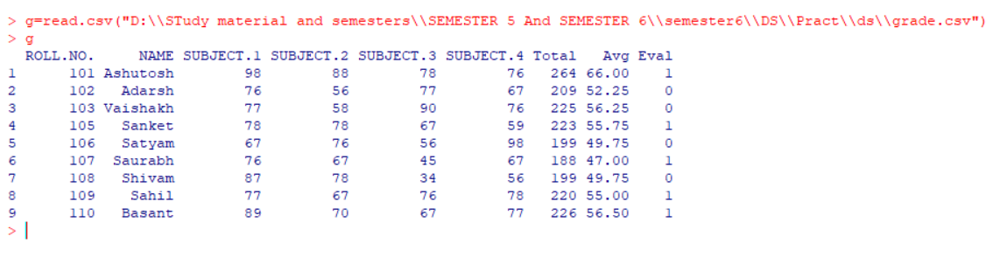 > g=read.csv("D:\\STudy material and semesters\\SEMESTER 5 And SEMESTER 6\\semester6\\DS\\Pract\\ds\\grade.csv")
> g
ROLL.NO. NAME SUBJECT.1 SUBJECT.2 SUBJECT.3 SUBJECT.4 Total Avg Eval
1 101 Ashutosh 98 88 78 76 264 66.00 1
2 102 Adarsh 76 56 77 67 209 52.25 0
3 103 Vaishakh 77 58 90 76 225 56.25 0
4 105 Sanket 78 78 67 59 223 55.75 1
5 106 Satyam 67 76 56 98 199 49.75 0
6 107 Saurabh 76 67 45 67 188 47.00 1
7 108 Shivam 87 78 34 56 199 49.75 0
8 109 Sahil 77 67 76 78 220 55.00 1
9 110 Basant 89 70 67 77 226 56.50 1
>